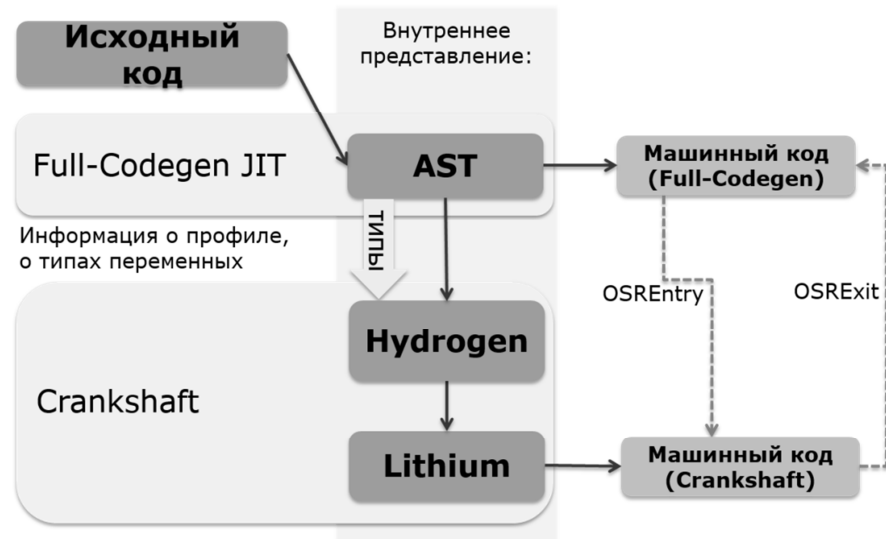 Исходный
код
Внутреннее
представление:
Full-Codegen JIT
AST
Машинный код
(Full-Codegen)
Информация о профиле,
о типах переменных
типы
OSREntry
OSRExit
Hydrogen
Crankshaft
Lithium
Машинный код
(Crankshaft)